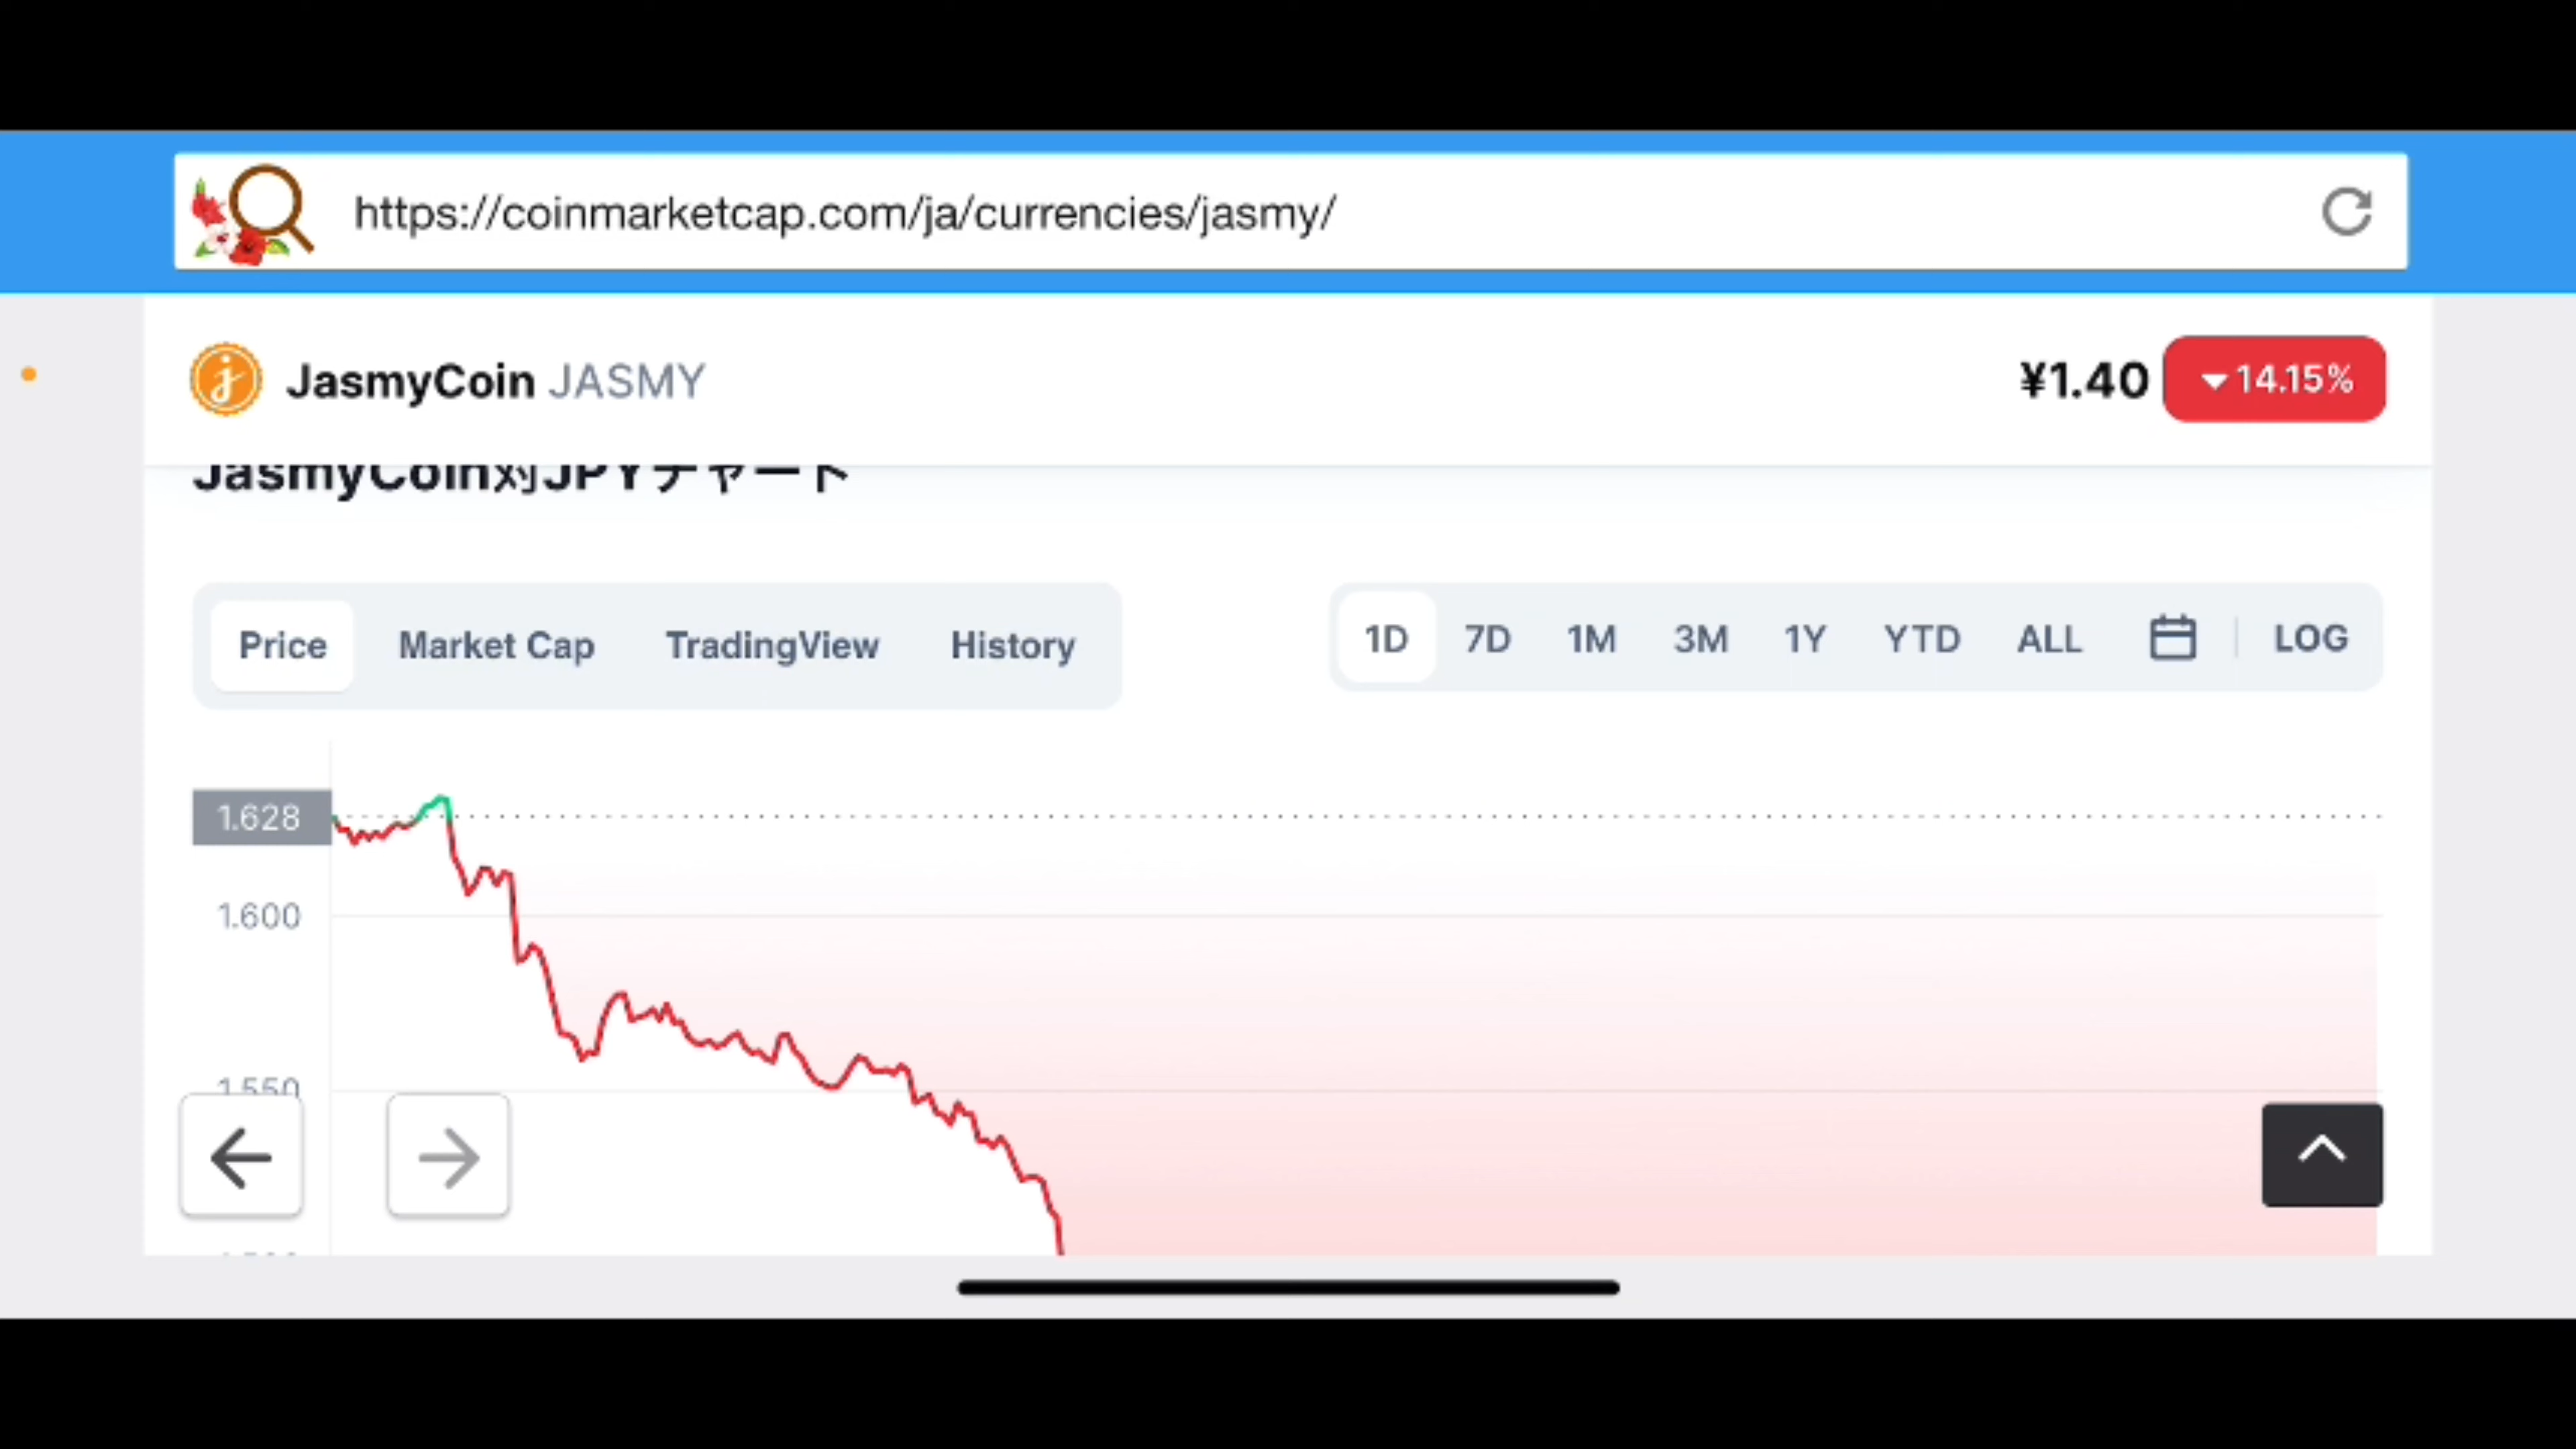 https://coinmarketcap.com/ja/currencies/jasmy/
JasmyCoin JASMY
¥1.40 14.15%
JasmyCoin対JPYチャート
Price Market Cap TradingView History
1D 7D 1M 3M 1Y YTD ALL LOG
1.628
1.600
1.550